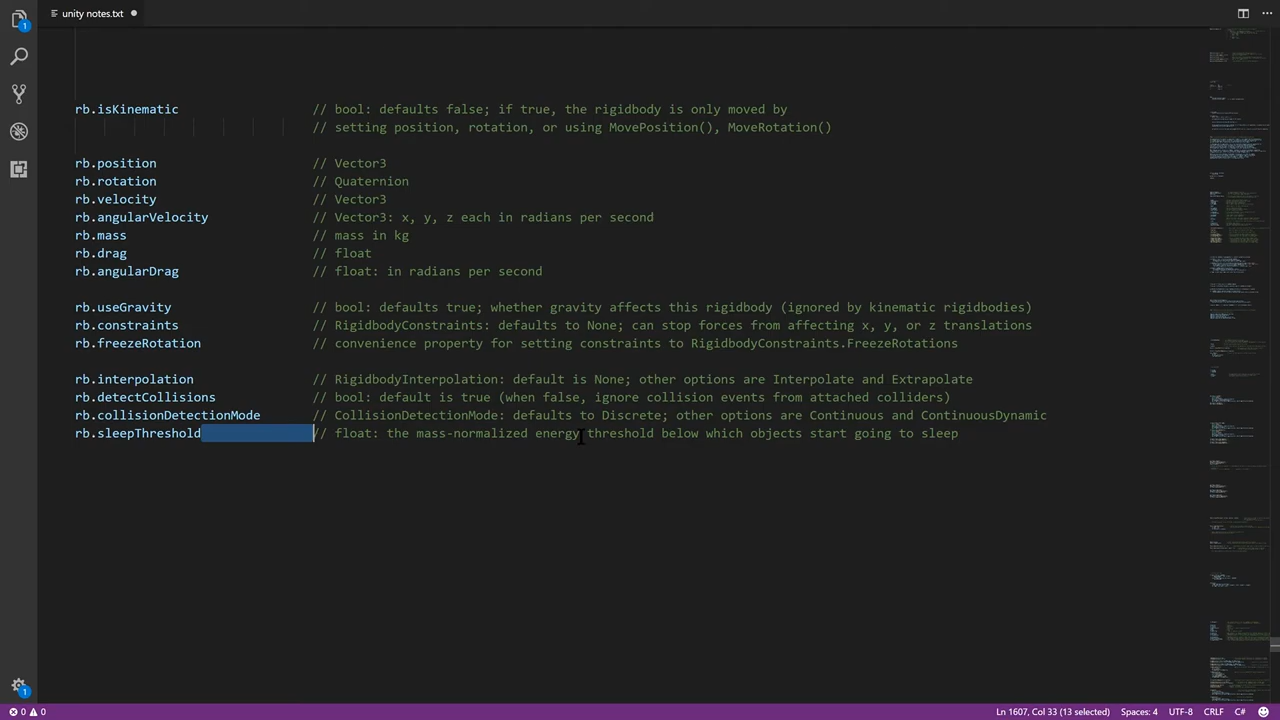 unity notes.txt
rb.isKinematic // bool: defaults false; if true, the rigidbody is only moved by
// setting position, rotation or using MovePosition(), MoveRotation()
rb.position // Vector3
rb.rotation // Quaternion
rb.velocity // Vector3
rb.angularVelocity // Vector3: x, y, z each in radians per second
rb.mass // mass in kg
rb.drag // float
rb.angularDrag // float: in radians per sec
rb.useGravity // bool: default true; whether gravity affects the rigidbody (ignored by kinematic rigdbodies)
rb.constraints // RigidbodyConstraints: defaults to None; can stop forces from affecting x, y, or z translations
rb.freezeRotation // convenience property for setting constraints to RigidbodyConstraints.FreezeRotations
rb.interpolation // RigidbodyInterpolation: default is None; other options are Interpolate and Extrapolate
rb.detectCollisions // bool: default is true (when false, ignore collision events from attached colliders)
rb.collisionDetectionMode // CollisionDetectionMode: defaults to Discrete; other options are Continuous and ContinuousDynamic
rb.sleepThreshold // float: the mass-normalized energy threshold below which objects start going to sleep
1
1
0 0 Ln 1607, Col 33 (13 selected) Spaces: 4 UTF-8 CRLF C#